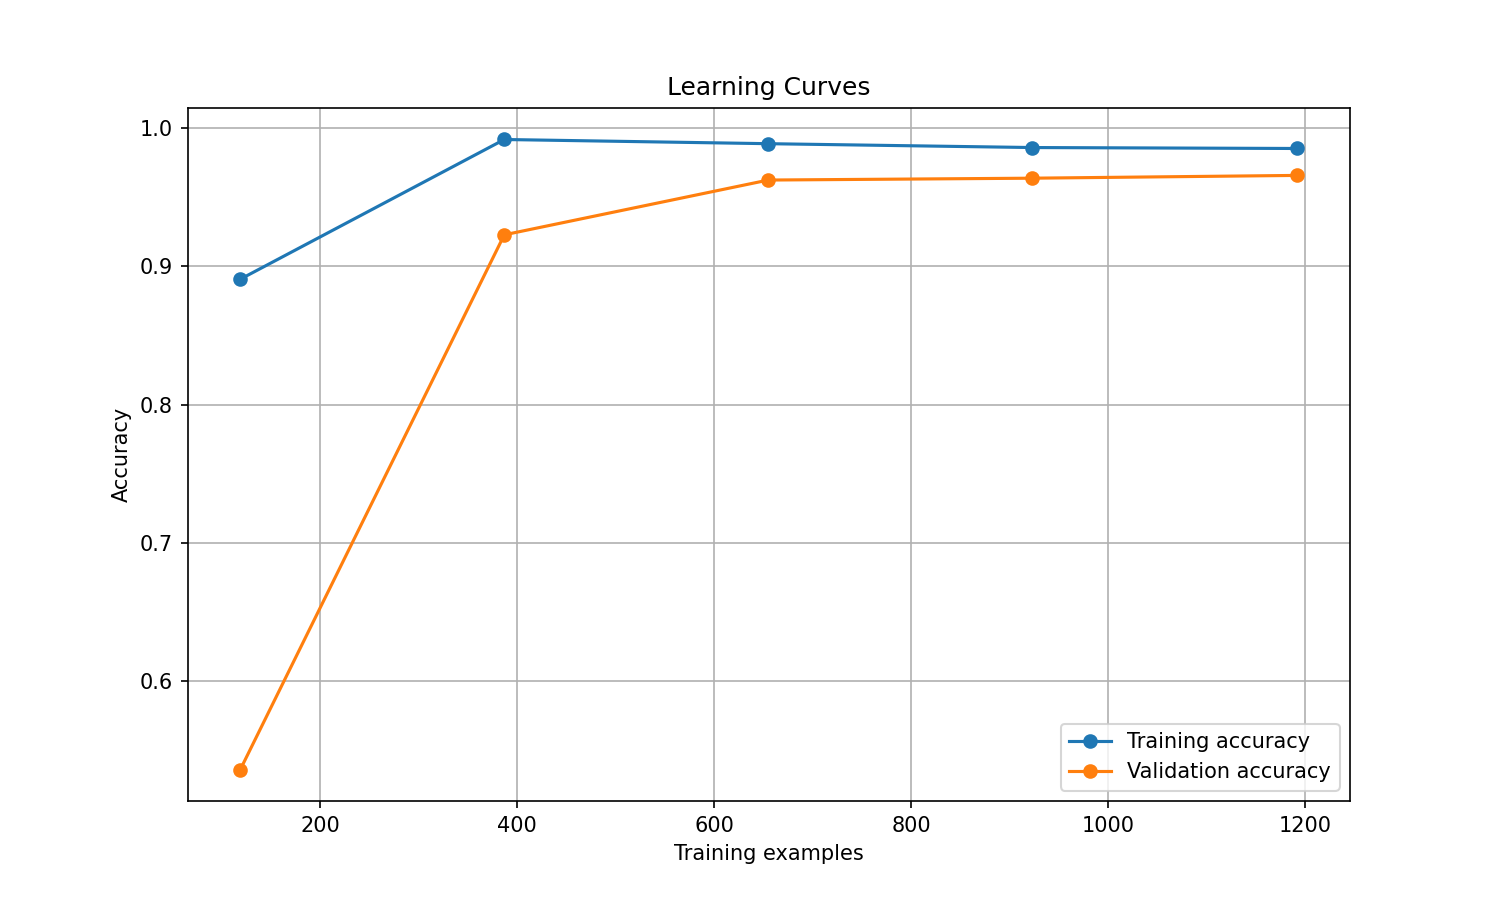 Learning Curves
1.0
0.9
0.8
0.7
0.6
Accuracy
200 400 600 800 1000 1200
Training examples
Training accuracy
Validation accuracy